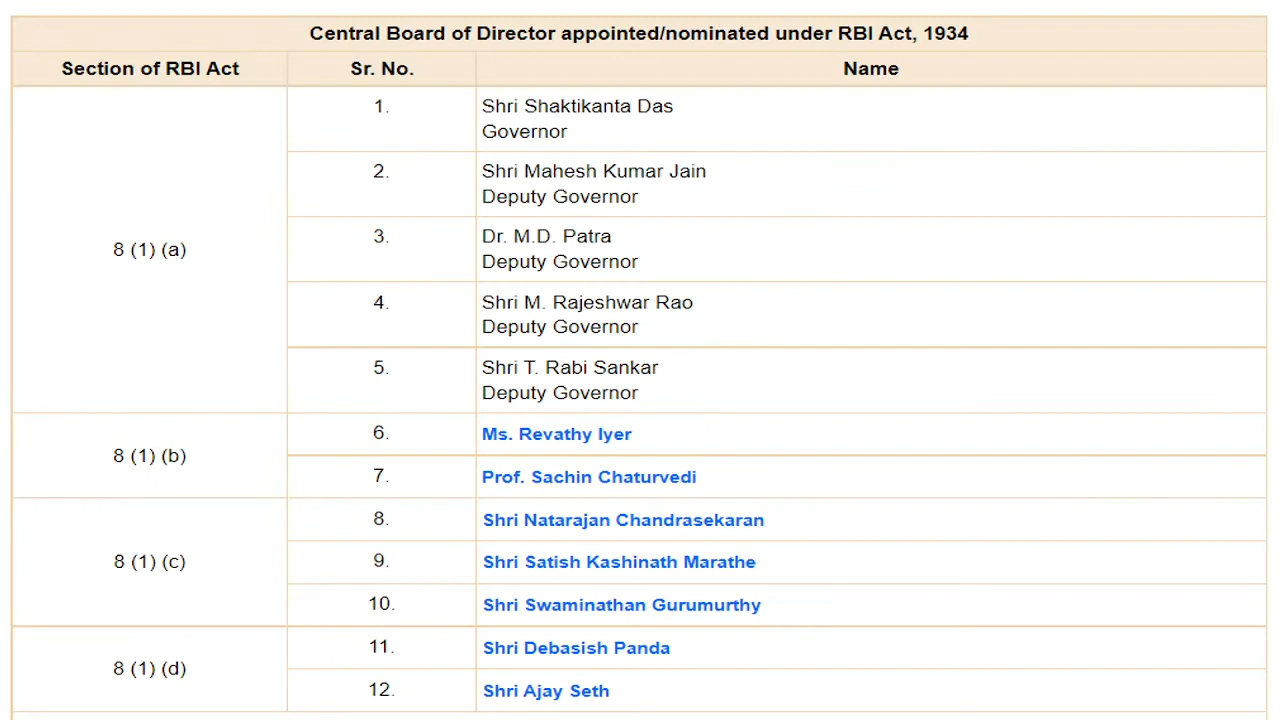 Central Board of Director appointed/nominated under RBI Act, 1934
Section of RBI Act Sr. No. Name
8 (1) (a)
1. Shri Shaktikanta Das
Governor
2. Shri Mahesh Kumar Jain
Deputy Governor
3. Dr. M.D. Patra
Deputy Governor
4. Shri M. Rajeshwar Rao
Deputy Governor
5. Shri T. Rabi Sankar
Deputy Governor
8 (1) (b)
6. Ms. Revathy Iyer
7. Prof. Sachin Chaturvedi
8 (1) (c)
8. Shri Natarajan Chandrasekaran
9. Shri Satish Kashinath Marathe
10. Shri Swaminathan Gurumurthy
8 (1) (d)
11. Shri Debasish Panda
12. Shri Ajay Seth